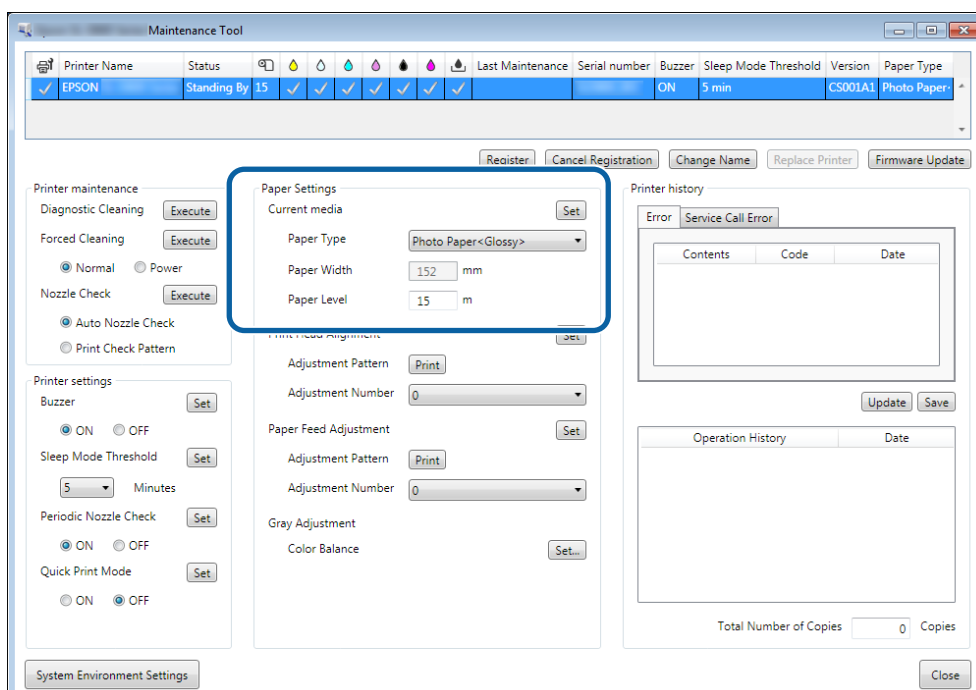 Maintenance Tool
Printer Name Status Last Maintenance Serial number Buzzer Sleep Mode Threshold Version Paper Type
EPSON Standing By 15 ON 5 min CS001A1 Photo Paper
Register Cancel Registration Change Name Replace Printer Firmware Update
Printer maintenance
Diagnostic Cleaning Execute
Forced Cleaning Execute
Normal Power
Nozzle Check Execute
Auto Nozzle Check
Print Check Pattern
Printer settings
Buzzer Set
ON OFF
Sleep Mode Threshold Set
5 Minutes
Periodic Nozzle Check Set
ON OFF
Quick Print Mode Set
ON OFF
Paper Settings
Current media Set
Paper Type Photo Paper<Glossy>
Paper Width 152 mm
Paper Level 15 m
Print Head Alignment Set
Adjustment Pattern Print
Adjustment Number 0
Paper Feed Adjustment Set
Adjustment Pattern Print
Adjustment Number 0
Gray Adjustment
Color Balance Set...
Printer history
Error Service Call Error
Contents Code Date
Update Save
Operation History Date
Total Number of Copies 0 Copies
System Environment Settings Close